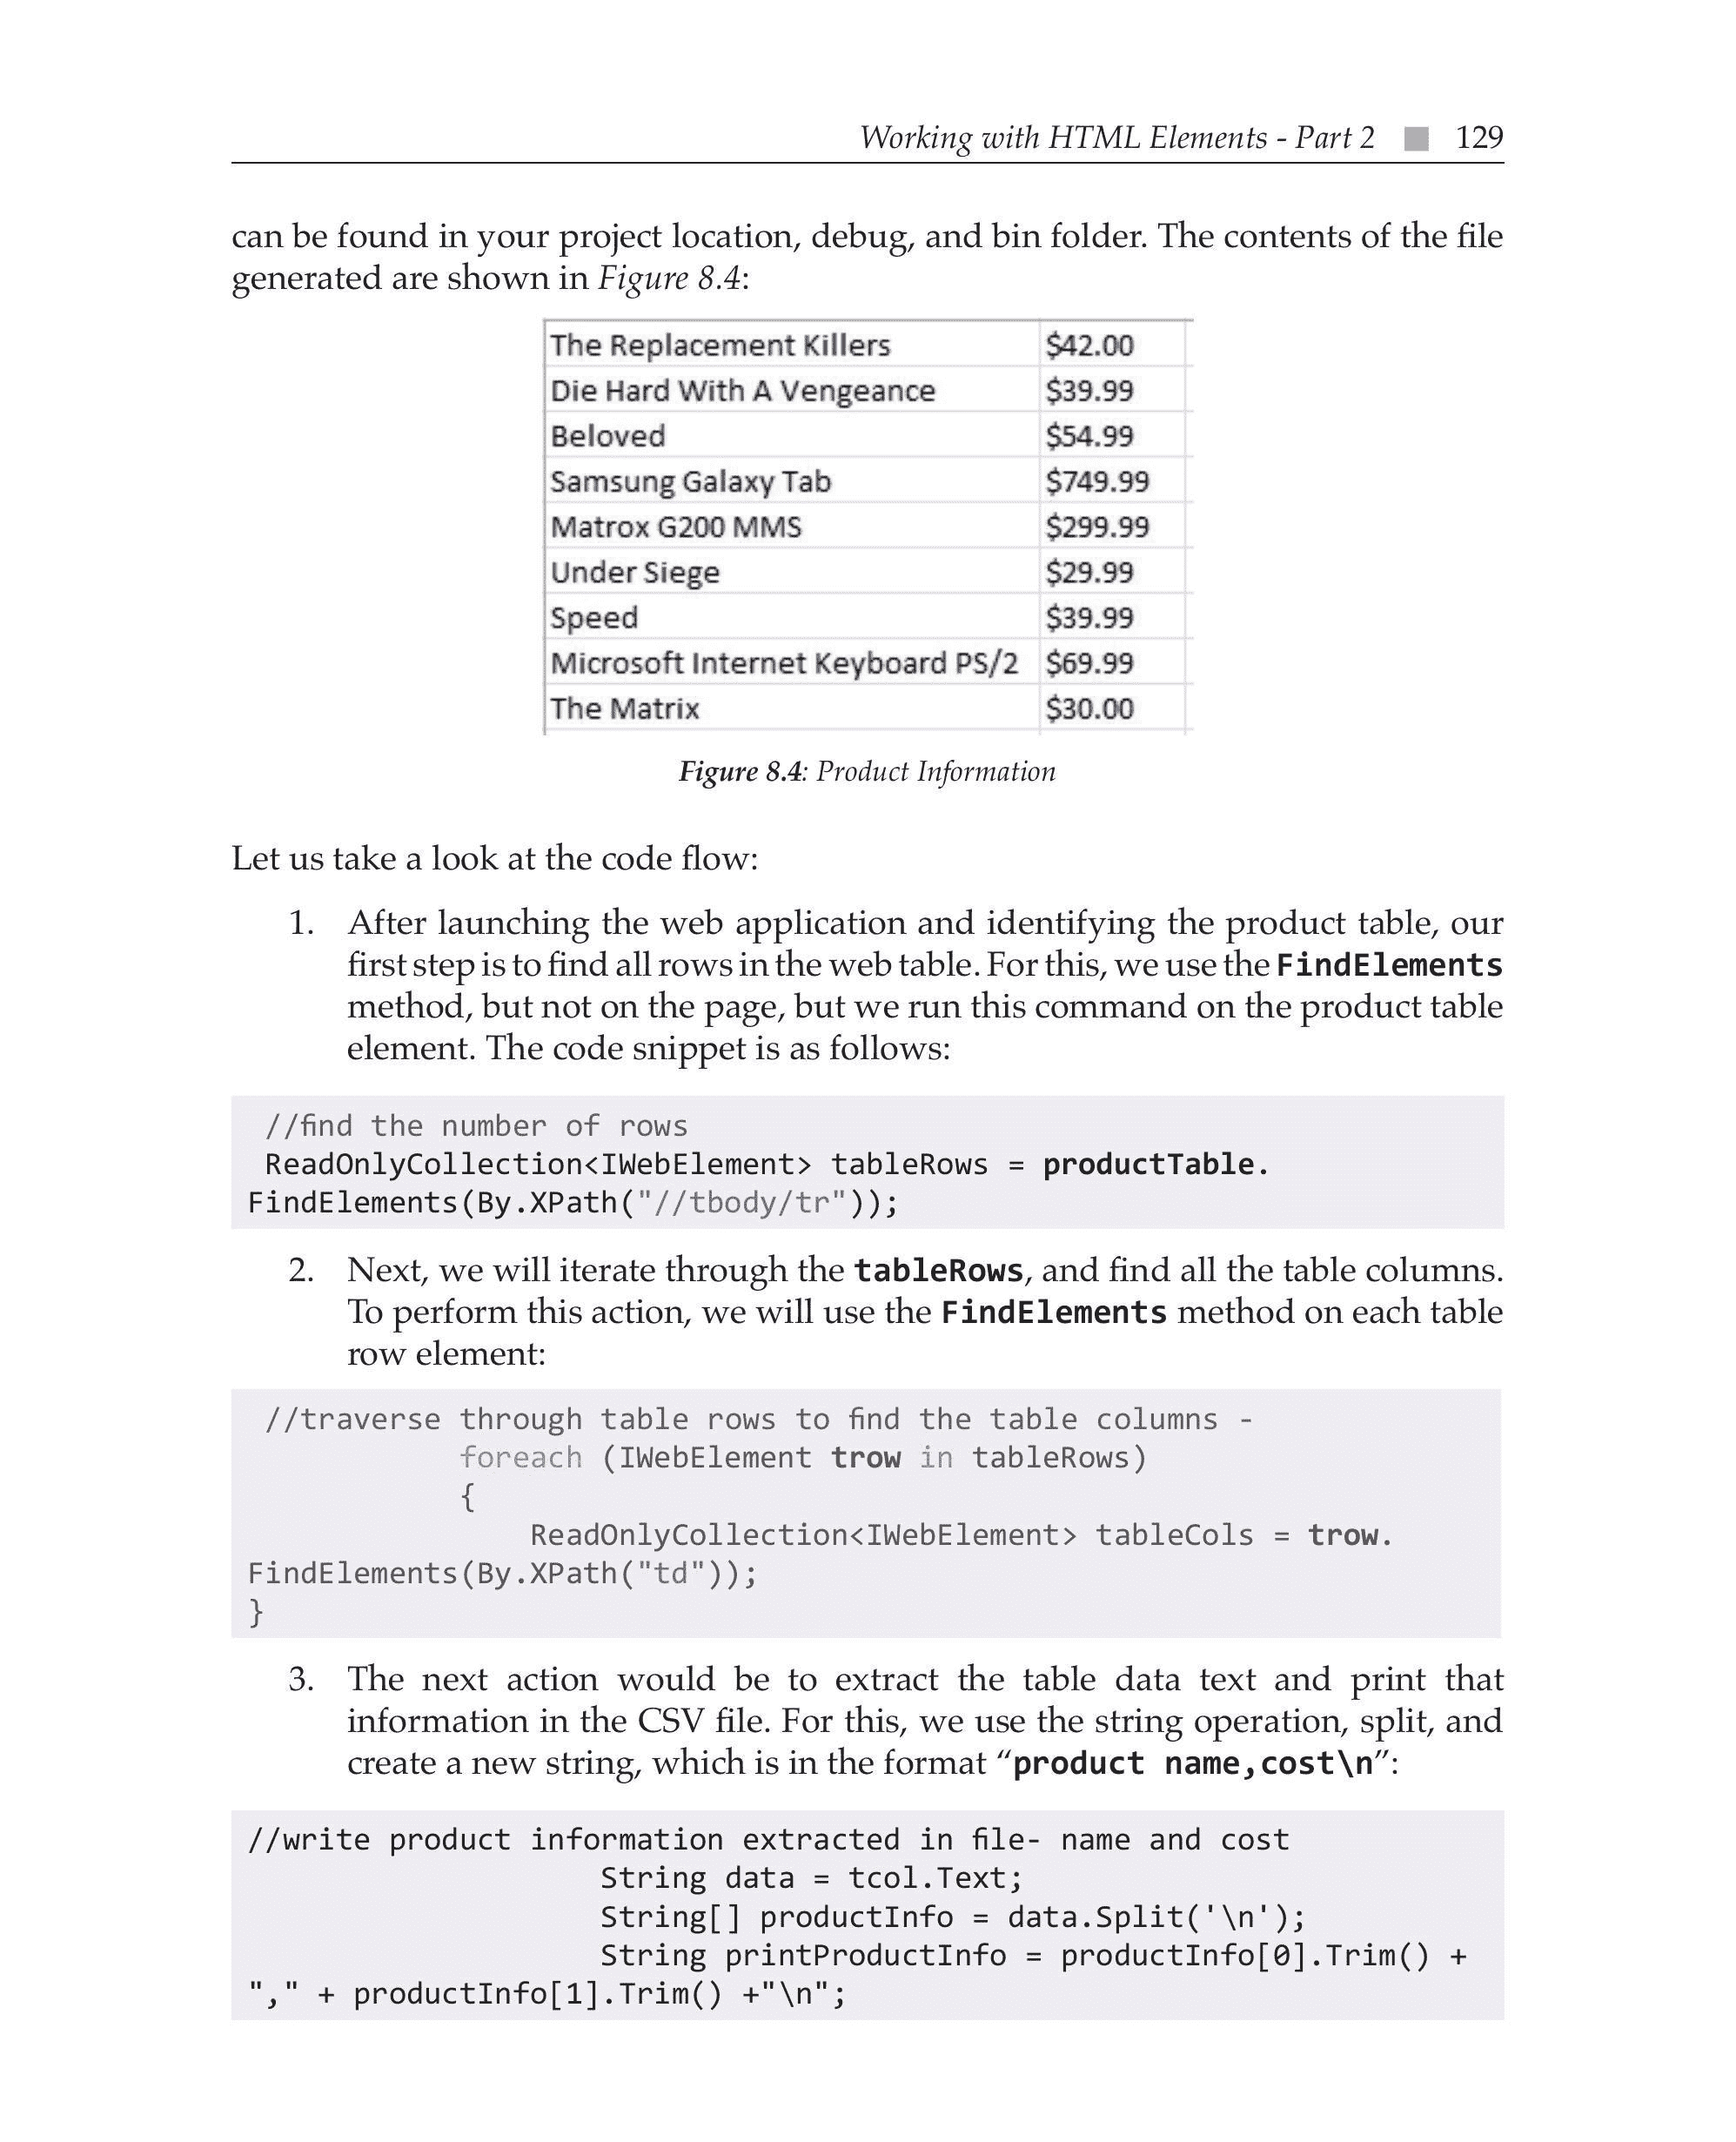 Working with HTML Elements - Part 2 129
can be found in your project location, debug, and bin folder. The contents of the file
generated are shown in Figure 8.4:
The Replacement Killers $42.00
Die Hard With A Vengeance $39.99
Beloved $54.99
Samsung Galaxy Tab $749.99
Matrox G200 MMS $299.99
Under Siege $29.99
Speed $39.99
Microsoft Internet Keyboard PS/2 $69.99
The Matrix $30.00
Figure 8.4: Product Information
Let us take a look at the code flow:
1. After launching the web application and identifying the product table, our
first step is to find all rows in the web table. For this, we use the FindElements
method, but not on the page, but we run this command on the product table
element. The code snippet is as follows:
//find the number of rows
ReadOnlyCollection<IWebElement> tableRows = productTable.
FindElements(By.XPath("//tbody/tr"));
2. Next, we will iterate through the tableRows, and find all the table columns.
To perform this action, we will use the FindElements method on each table
row element:
//traverse through table rows to find the table columns -
foreach (IWebElement trow in tableRows)
{
ReadOnlyCollection<IWebElement> tableCols = trow.
FindElements(By.XPath("td"));
}
3. The next action would be to extract the table data text and print that
information in the CSV file. For this, we use the string operation, split, and
create a new string, which is in the format “product name,cost\n”:
//write product information extracted in file- name and cost
String data = tcol.Text;
String[] productInfo = data.Split('\n');
String printProductInfo = productInfo[0].Trim() +
"," + productInfo[1].Trim() +"\n";